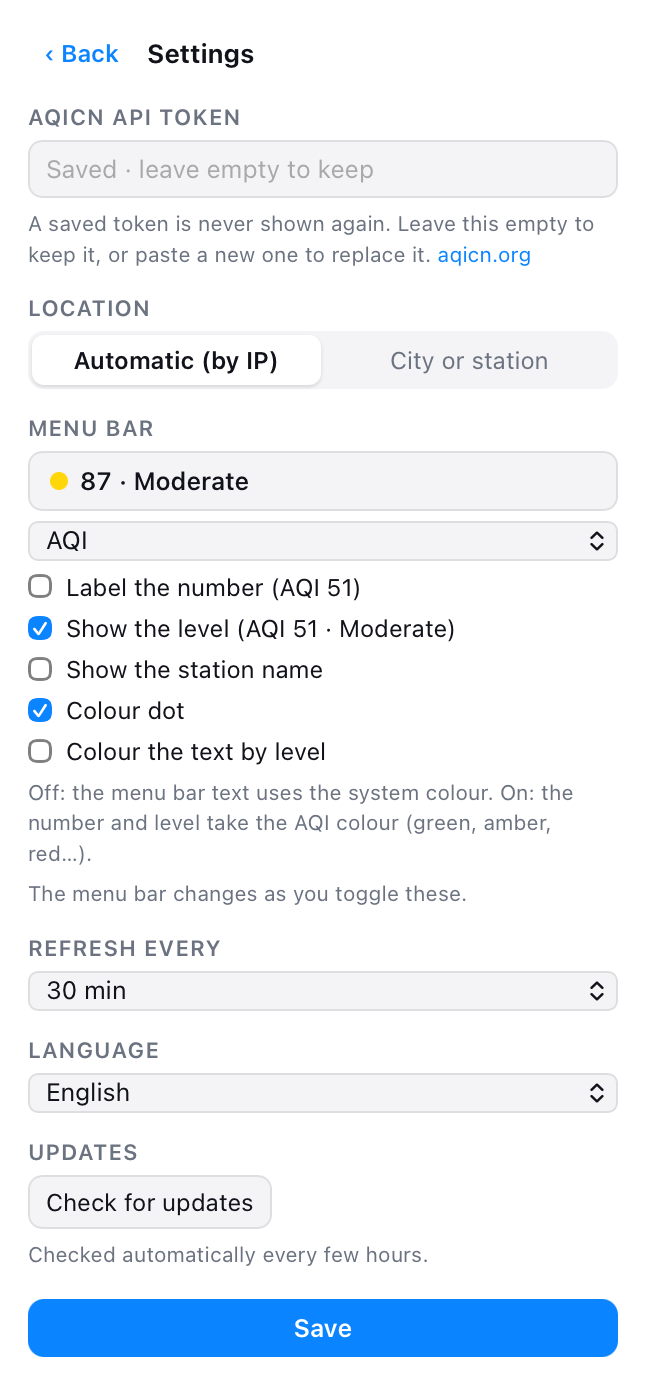 ‹ Back Settings
AQICN API TOKEN
Saved · leave empty to keep
A saved token is never shown again. Leave this empty to
keep it, or paste a new one to replace it. aqicn.org
LOCATION
Automatic (by IP) City or station
MENU BAR
87 · Moderate
AQI
Label the number (AQI 51)
Show the level (AQI 51 · Moderate)
Show the station name
Colour dot
Colour the text by level
Off: the menu bar text uses the system colour. On: the
number and level take the AQI colour (green, amber,
red…).
The menu bar changes as you toggle these.
REFRESH EVERY
30 min
LANGUAGE
English
UPDATES
Check for updates
Checked automatically every few hours.
Save